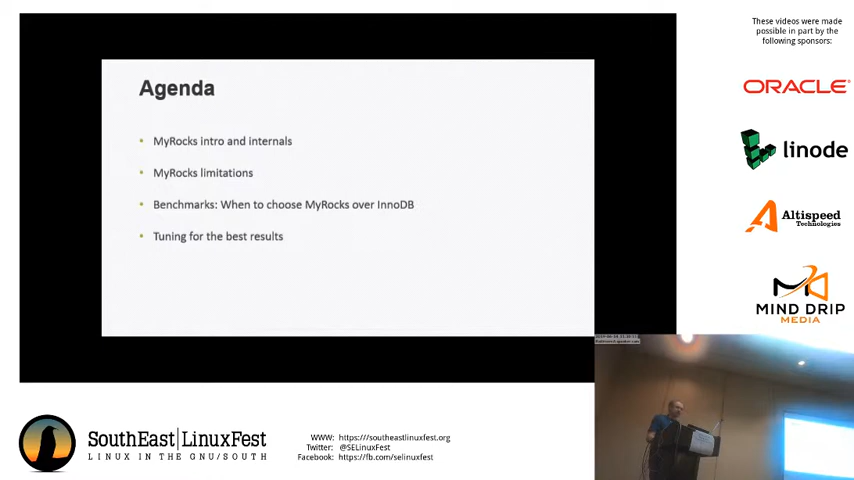 These videos were made
possible in part by the
following sponsors:
Agenda
• MyRocks intro and internals
• MyRocks limitations
• Benchmarks: When to choose MyRocks over InnoDB
• Tuning for the best results
ORACLE
linode
Altispeed
Technologies
MIND DRIP
MEDIA
SouthEast|LinuxFest
LINUX IN THE GNU/SOUTH
WWW: https:///southeastlinuxfest.org
Twitter: @SELinuxFest
Facebook: https://fb.com/selinuxfest